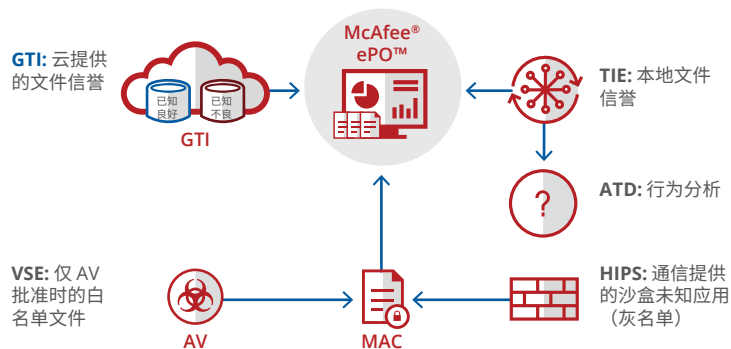 McAfee®
ePO™
GTI: 云提供
的文件信誉
已知
良好
已知
不良
GTI
TIE: 本地文件
信誉
?
ATD: 行为分析
VSE: 仅 AV
批准时的白
名单文件
AV
MAC
HIPS: 通信提供
的沙盒未知应用
（灰名单）